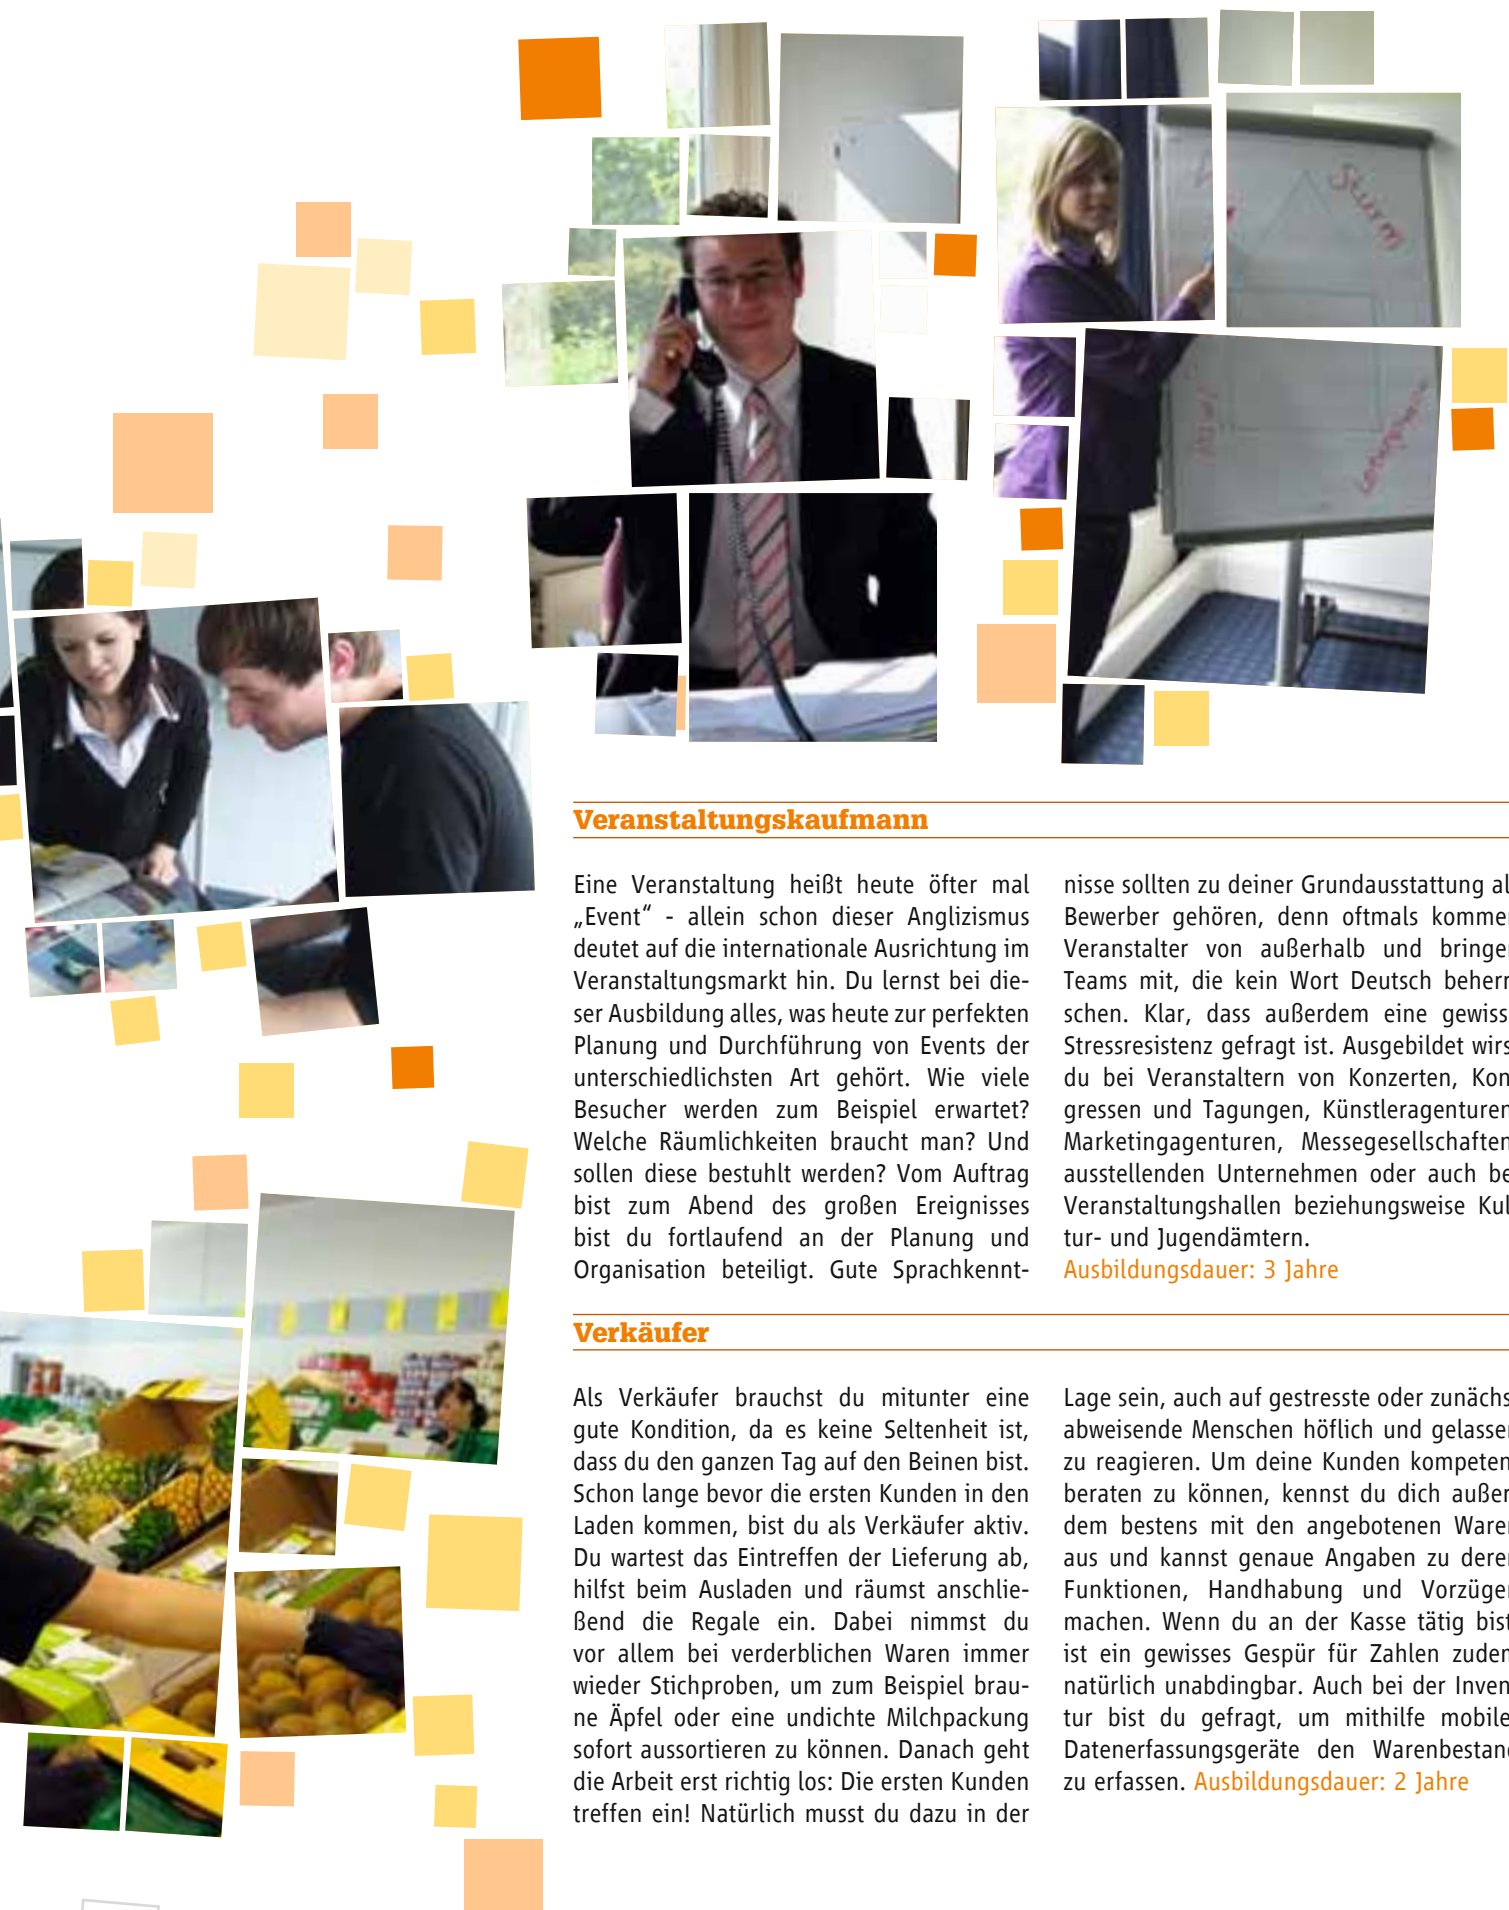 Sturm
Veranstaltungskaufmann
Eine Veranstaltung heißt heute öfter mal
„Event“ - allein schon dieser Anglizismus
deutet auf die internationale Ausrichtung im
Veranstaltungsmarkt hin. Du lernst bei die-
ser Ausbildung alles, was heute zur perfekten
Planung und Durchführung von Events der
unterschiedlichsten Art gehört. Wie viele
Besucher werden zum Beispiel erwartet?
Welche Räumlichkeiten braucht man? Und
sollen diese bestuhlt werden? Vom Auftrag
bist zum Abend des großen Ereignisses
bist du fortlaufend an der Planung und
Organisation beteiligt. Gute Sprachkennt-
nisse sollten zu deiner Grundausstattung al
Bewerber gehören, denn oftmals kommen
Veranstalter von außerhalb und bringen
Teams mit, die kein Wort Deutsch beherr
schen. Klar, dass außerdem eine gewiss
Stressresistenz gefragt ist. Ausgebildet wirs
du bei Veranstaltern von Konzerten, Kon
gressen und Tagungen, Künstleragenturen
Marketingagenturen, Messegesellschaften
ausstellenden Unternehmen oder auch be
Veranstaltungshallen beziehungsweise Kul
tur- und Jugendämtern.
Ausbildungsdauer: 3 Jahre
Verkäufer
Als Verkäufer brauchst du mitunter eine
gute Kondition, da es keine Seltenheit ist,
dass du den ganzen Tag auf den Beinen bist.
Schon lange bevor die ersten Kunden in den
Laden kommen, bist du als Verkäufer aktiv.
Du wartest das Eintreffen der Lieferung ab,
hilfst beim Ausladen und räumst anschlie-
ßend die Regale ein. Dabei nimmst du
vor allem bei verderblichen Waren immer
wieder Stichproben, um zum Beispiel brau-
ne Äpfel oder eine undichte Milchpackung
sofort aussortieren zu können. Danach geht
die Arbeit erst richtig los: Die ersten Kunden
treffen ein! Natürlich musst du dazu in der
Lage sein, auch auf gestresste oder zunächs
abweisende Menschen höflich und gelassen
zu reagieren. Um deine Kunden kompeten
beraten zu können, kennst du dich außer
dem bestens mit den angebotenen Waren
aus und kannst genaue Angaben zu deren
Funktionen, Handhabung und Vorzügen
machen. Wenn du an der Kasse tätig bist
ist ein gewisses Gespür für Zahlen zudem
natürlich unabdingbar. Auch bei der Inven
tur bist du gefragt, um mithilfe mobile
Datenerfassungsgeräte den Warenbestand
zu erfassen. Ausbildungsdauer: 2 Jahre